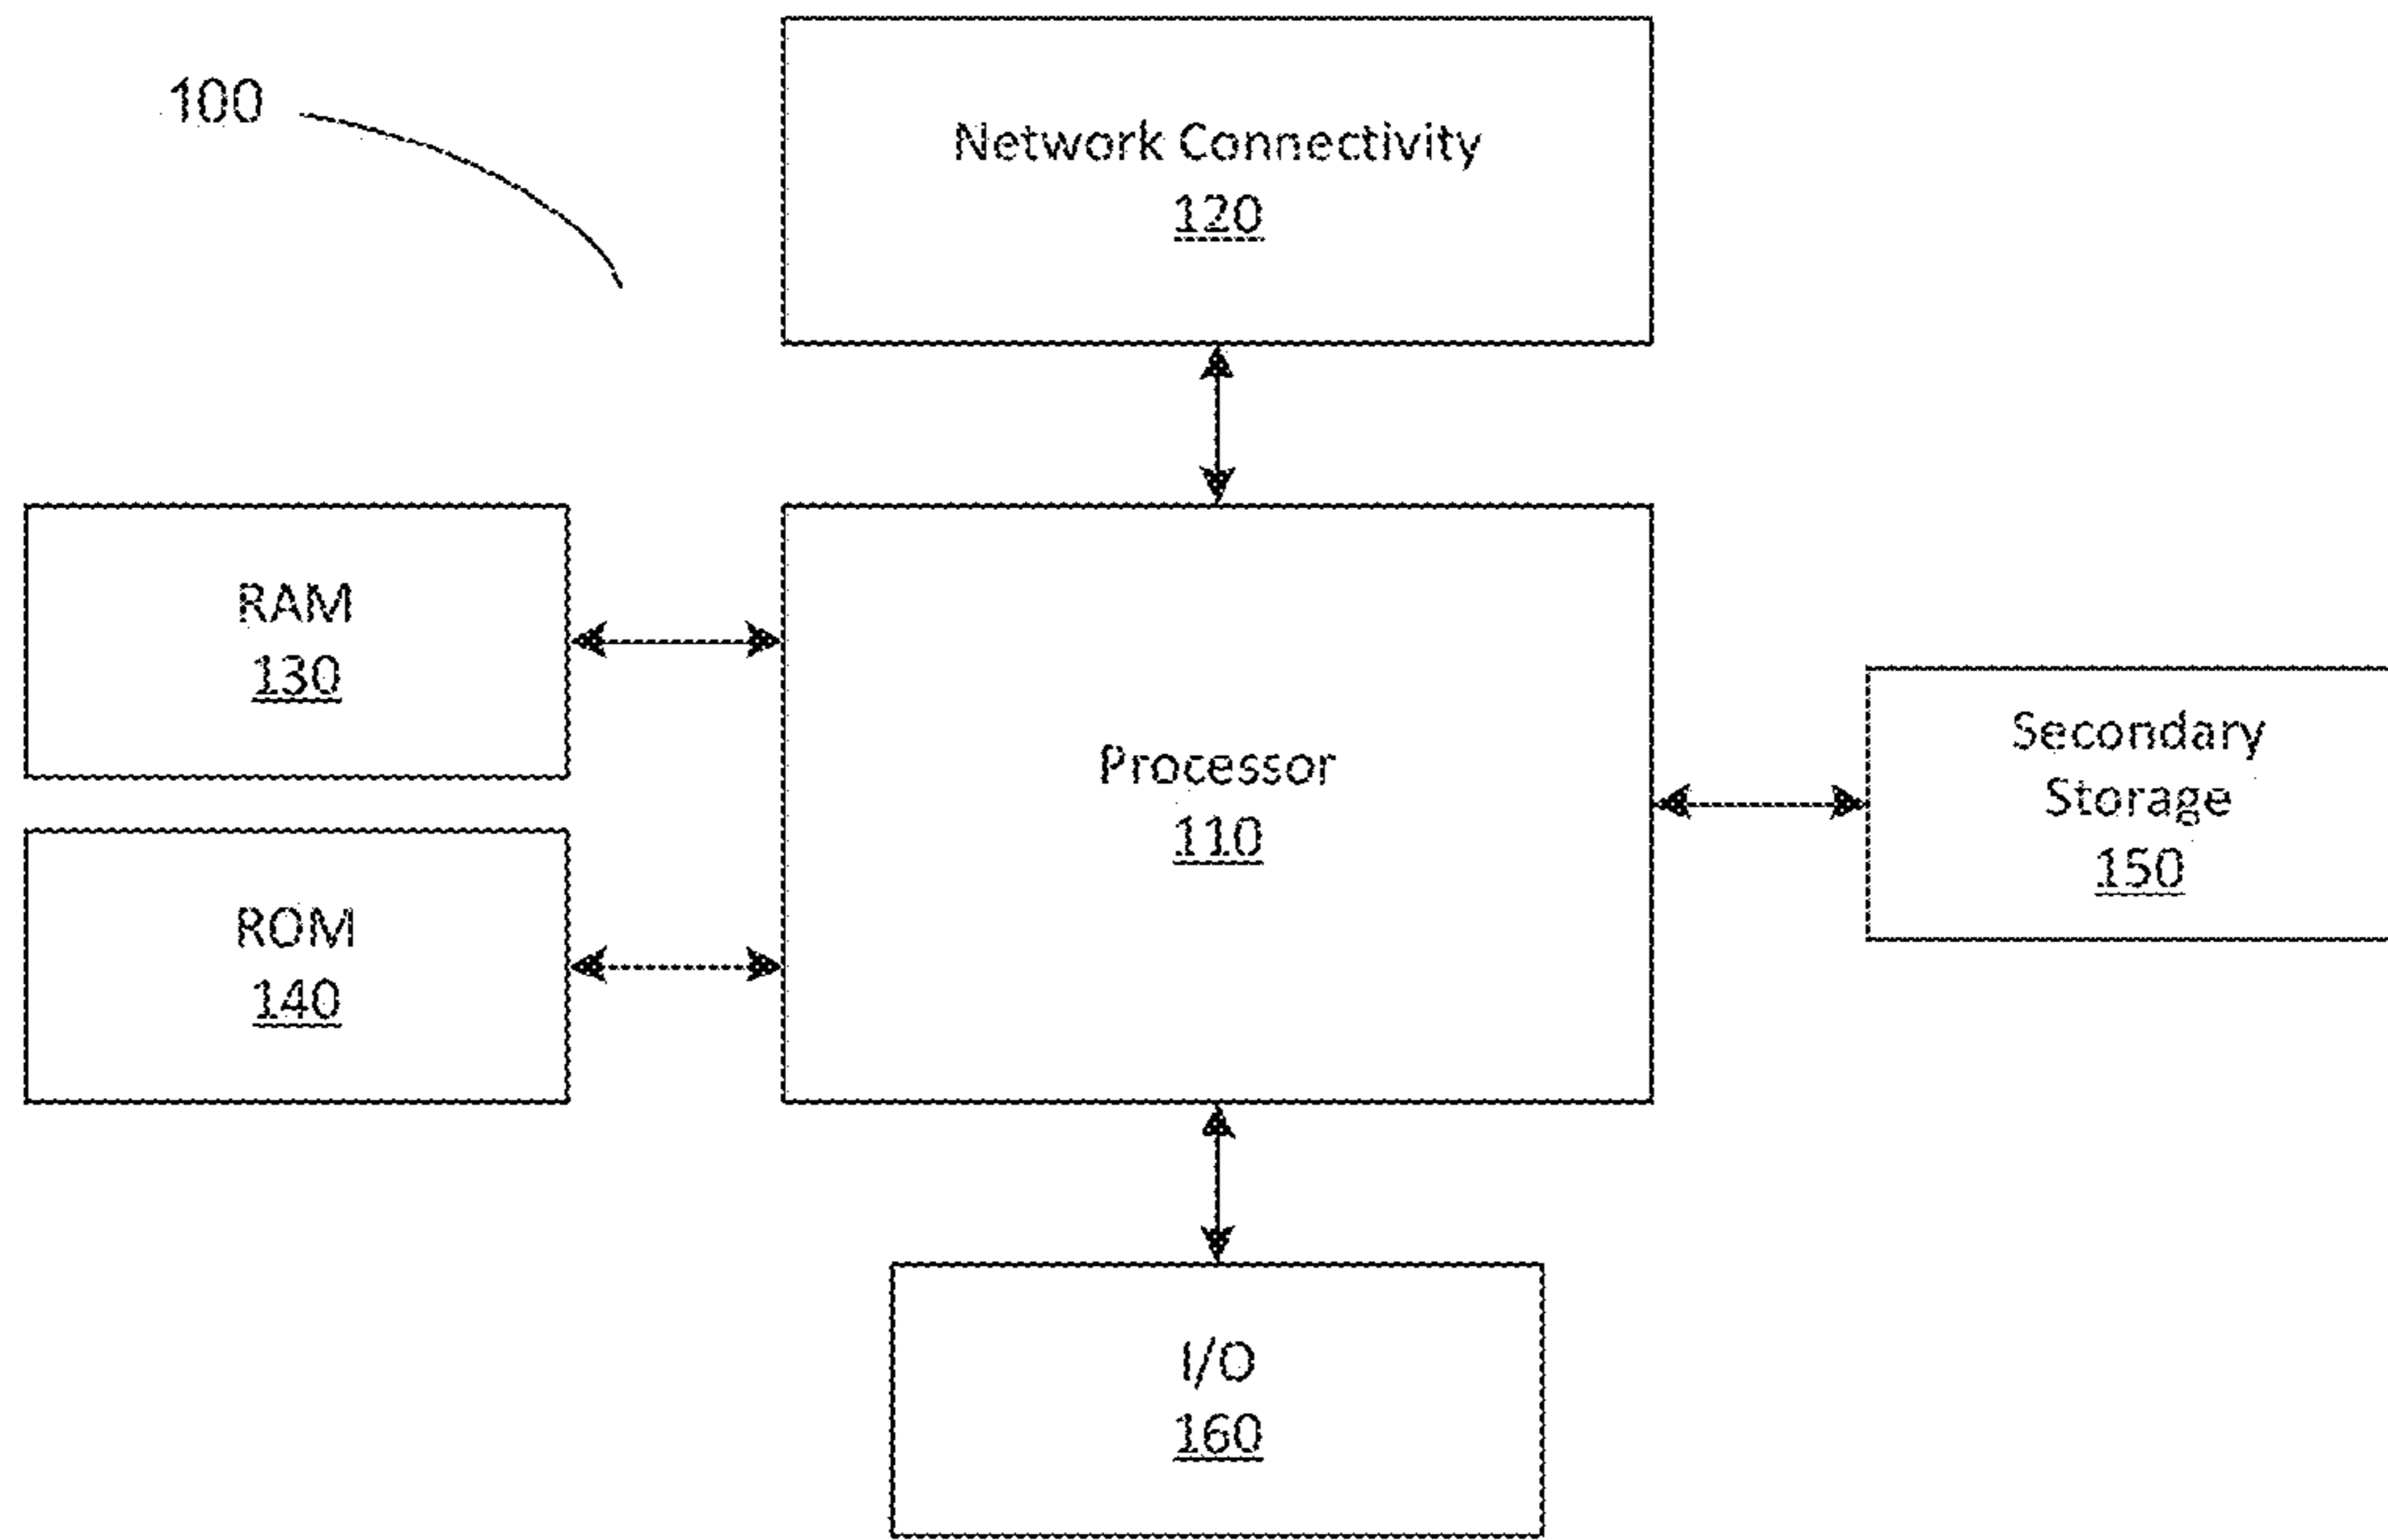 100
Network Connectivity
120
RAM
130
Processor
110
Secondary
Storage
150
ROM
140
I/O
160